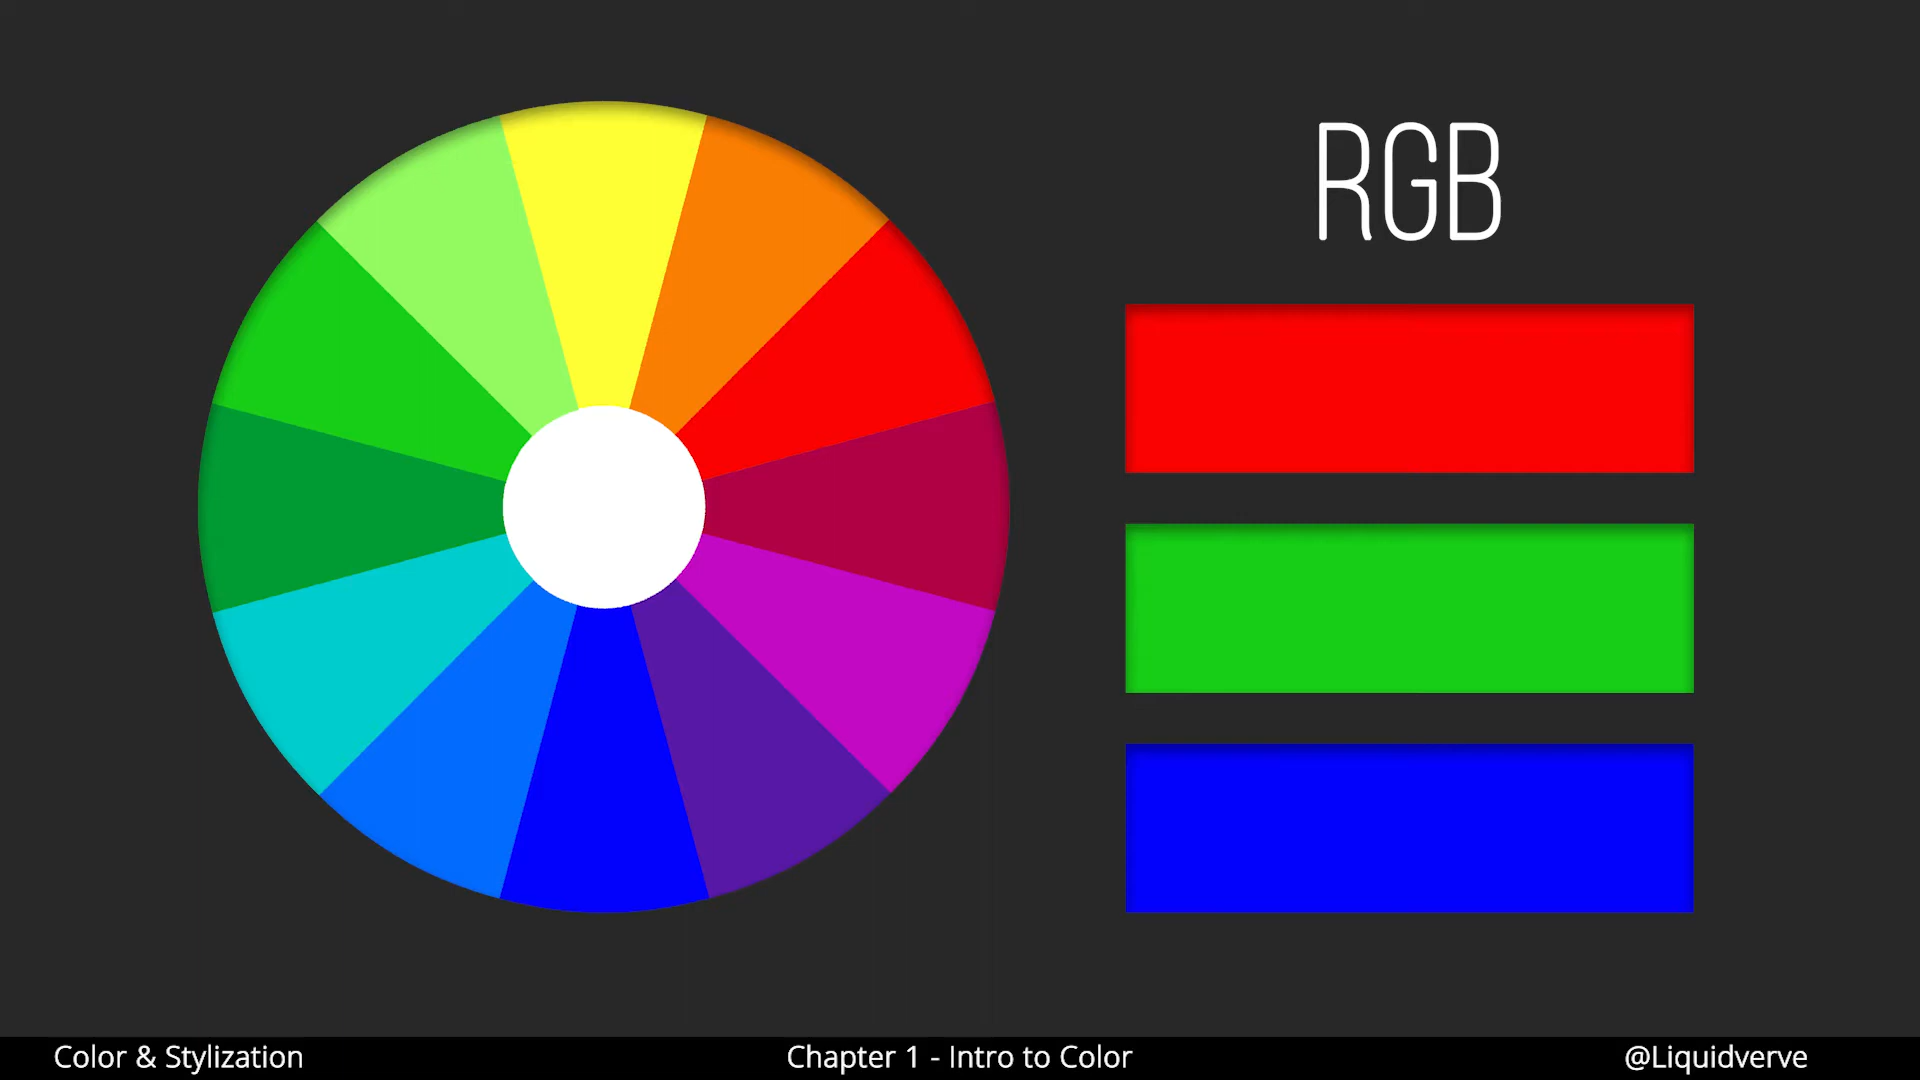 RGB
Color & Stylization
Chapter 1 - Intro to Color
@Liquidverve